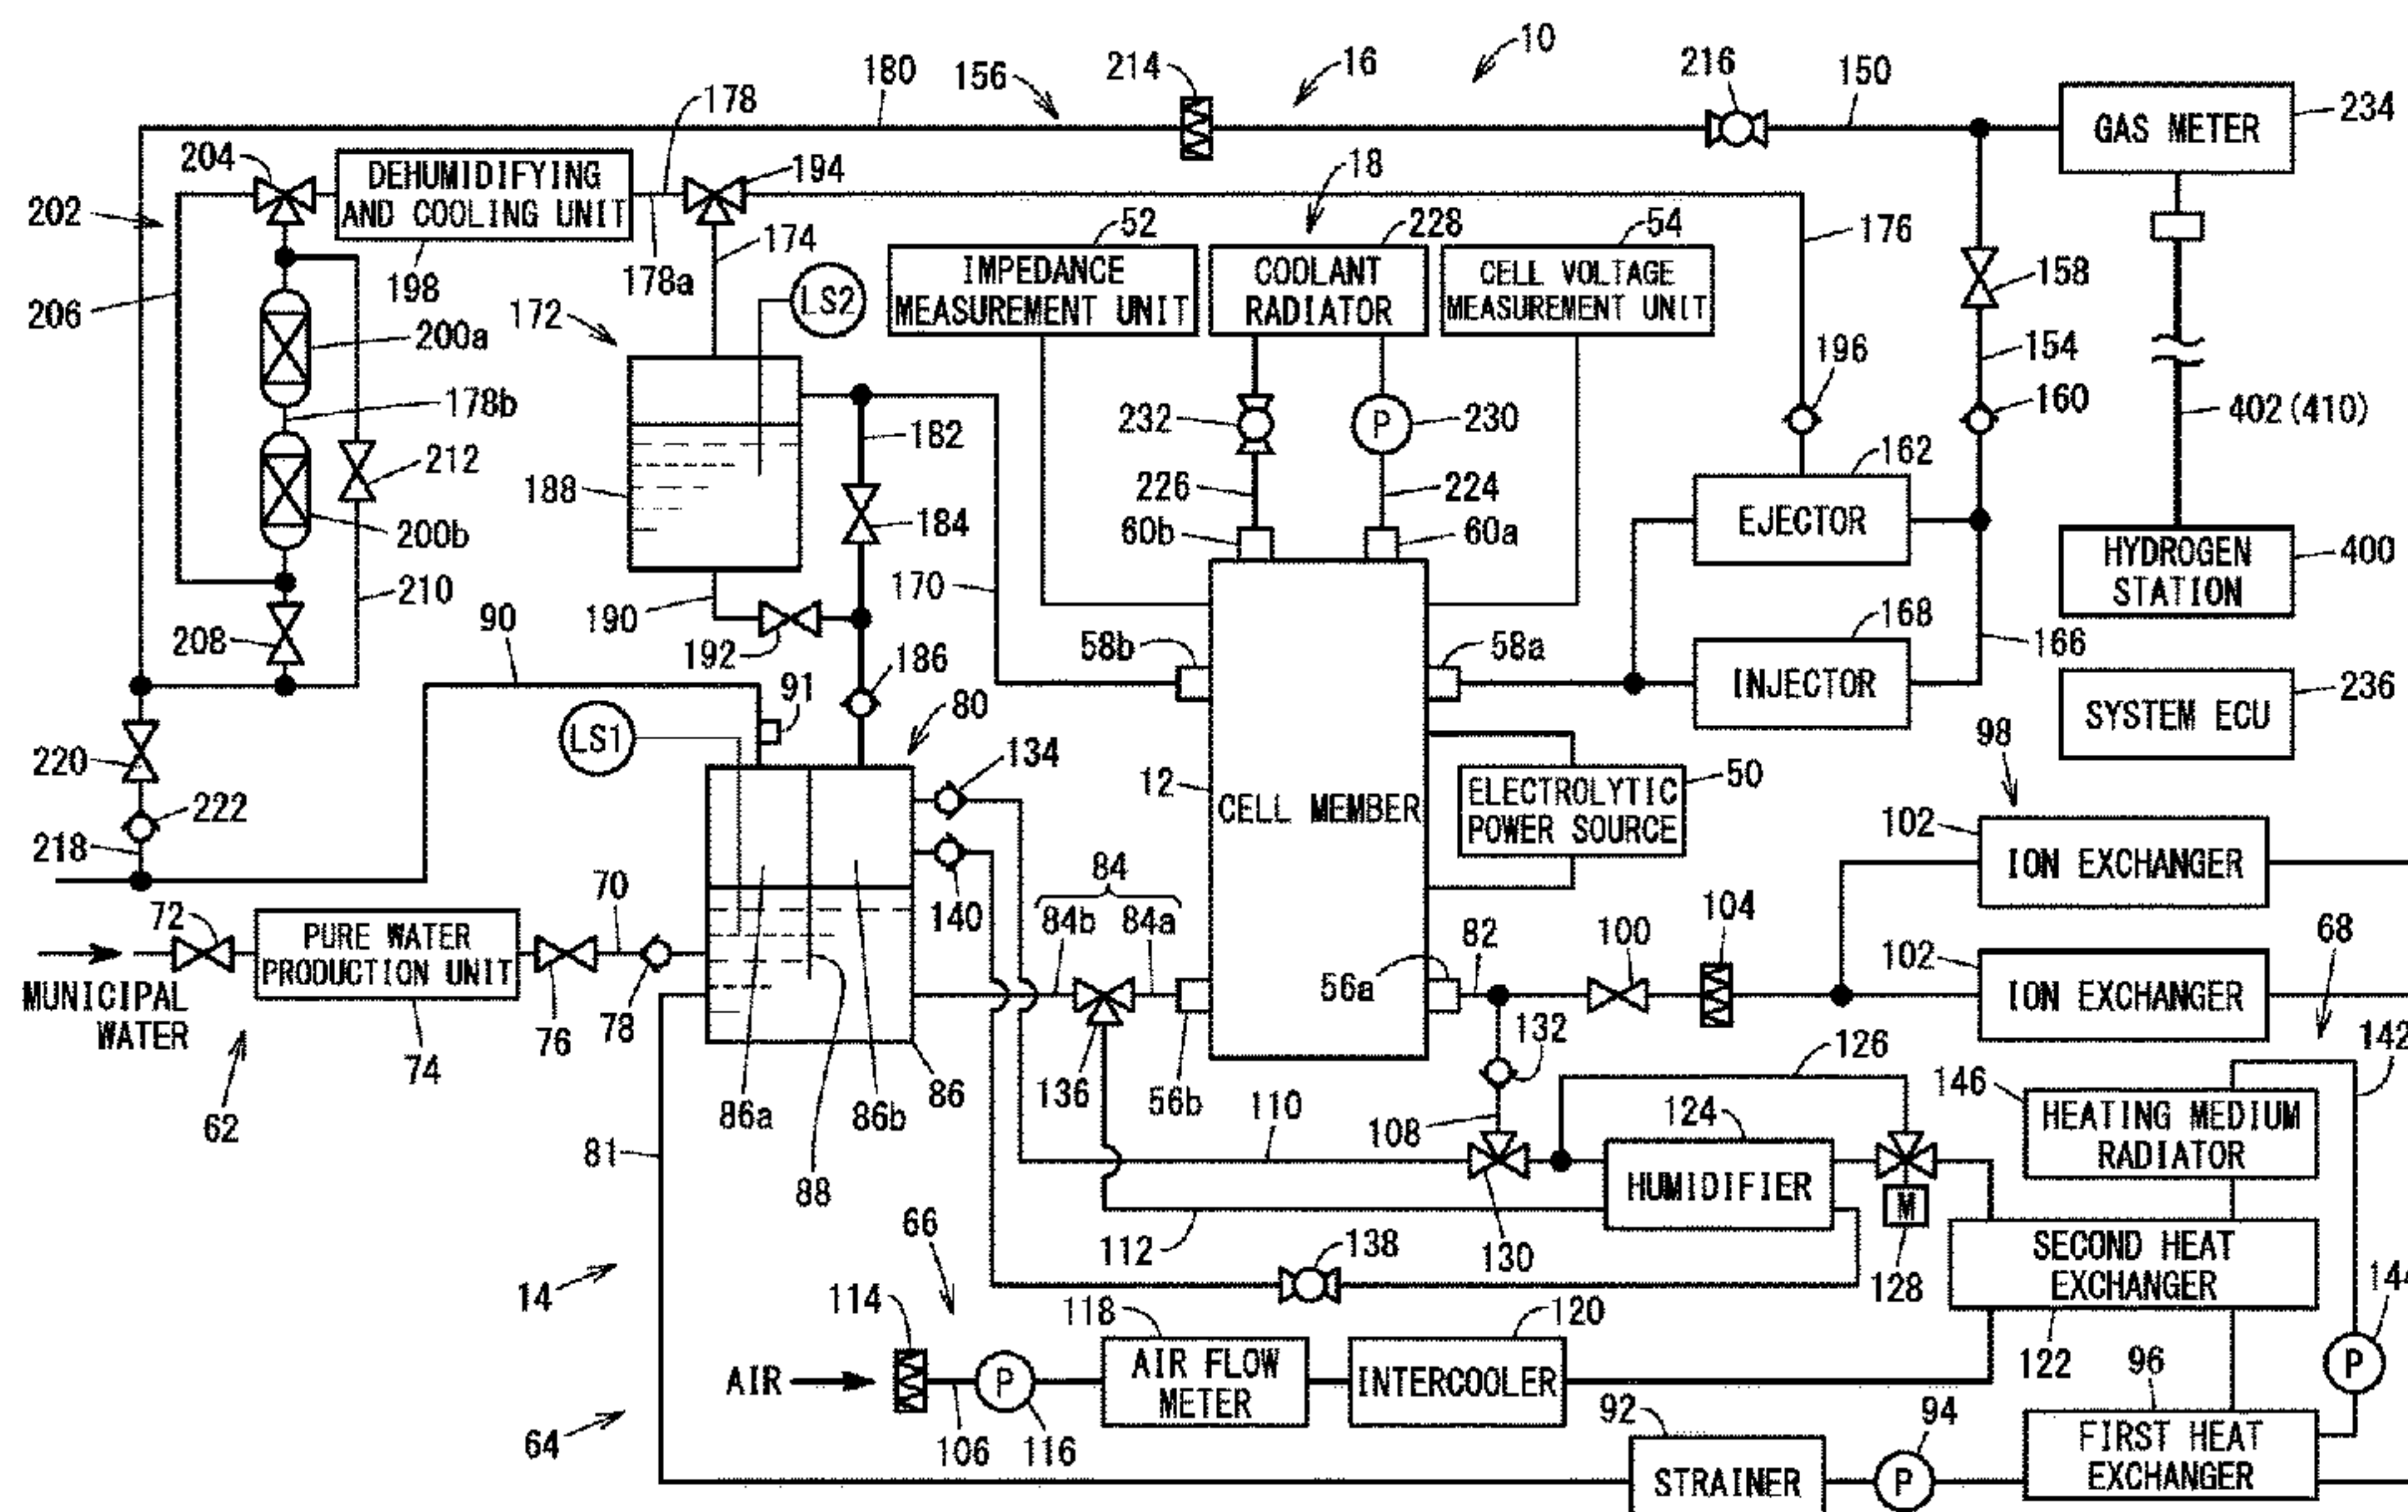 10
180
156
214
16
216
150
178
GAS METER
234
204
DEHUMIDIFYING
AND COOLING UNIT
194
18
202
174
52
228
54
176
178a
198
206
LS2
IMPEDANCE
MEASUREMENT UNIT
COOLANT
RADIATOR
CELL VOLTAGE
MEASUREMENT UNIT
158
172
200a
154
196
178b
182
232
P
230
160
402(410)
212
188
226
224
162
184
EJECTOR
200b
60b
60a
HYDROGEN
STATION
400
210
170
190
90
168
208
192
58b
58a
166
186
91
INJECTOR
236
LS1
80
SYSTEM ECU
220
134
98
12
CELL MEMBER
ELECTROLYTIC
POWER SOURCE
50
222
102
218
ION EXCHANGER
84
70
140
84b
84a
104
72
82
100
68
PURE WATER
PRODUCTION UNIT
102
56a
ION EXCHANGER
MUNICIPAL
WATER
76
78
132
142
74
126
86a
86b
86
136
56b
146
62
110
124
HEATING MEDIUM
RADIATOR
108
81
88
HUMIDIFIER
M
66
112
130
SECOND HEAT
EXCHANGER
138
128
14
114
118
120
144
122
96
P
AIR
P
AIR FLOW
METER
INTERCOOLER
92
94
64
106
116
FIRST HEAT
EXCHANGER
STRAINER
P